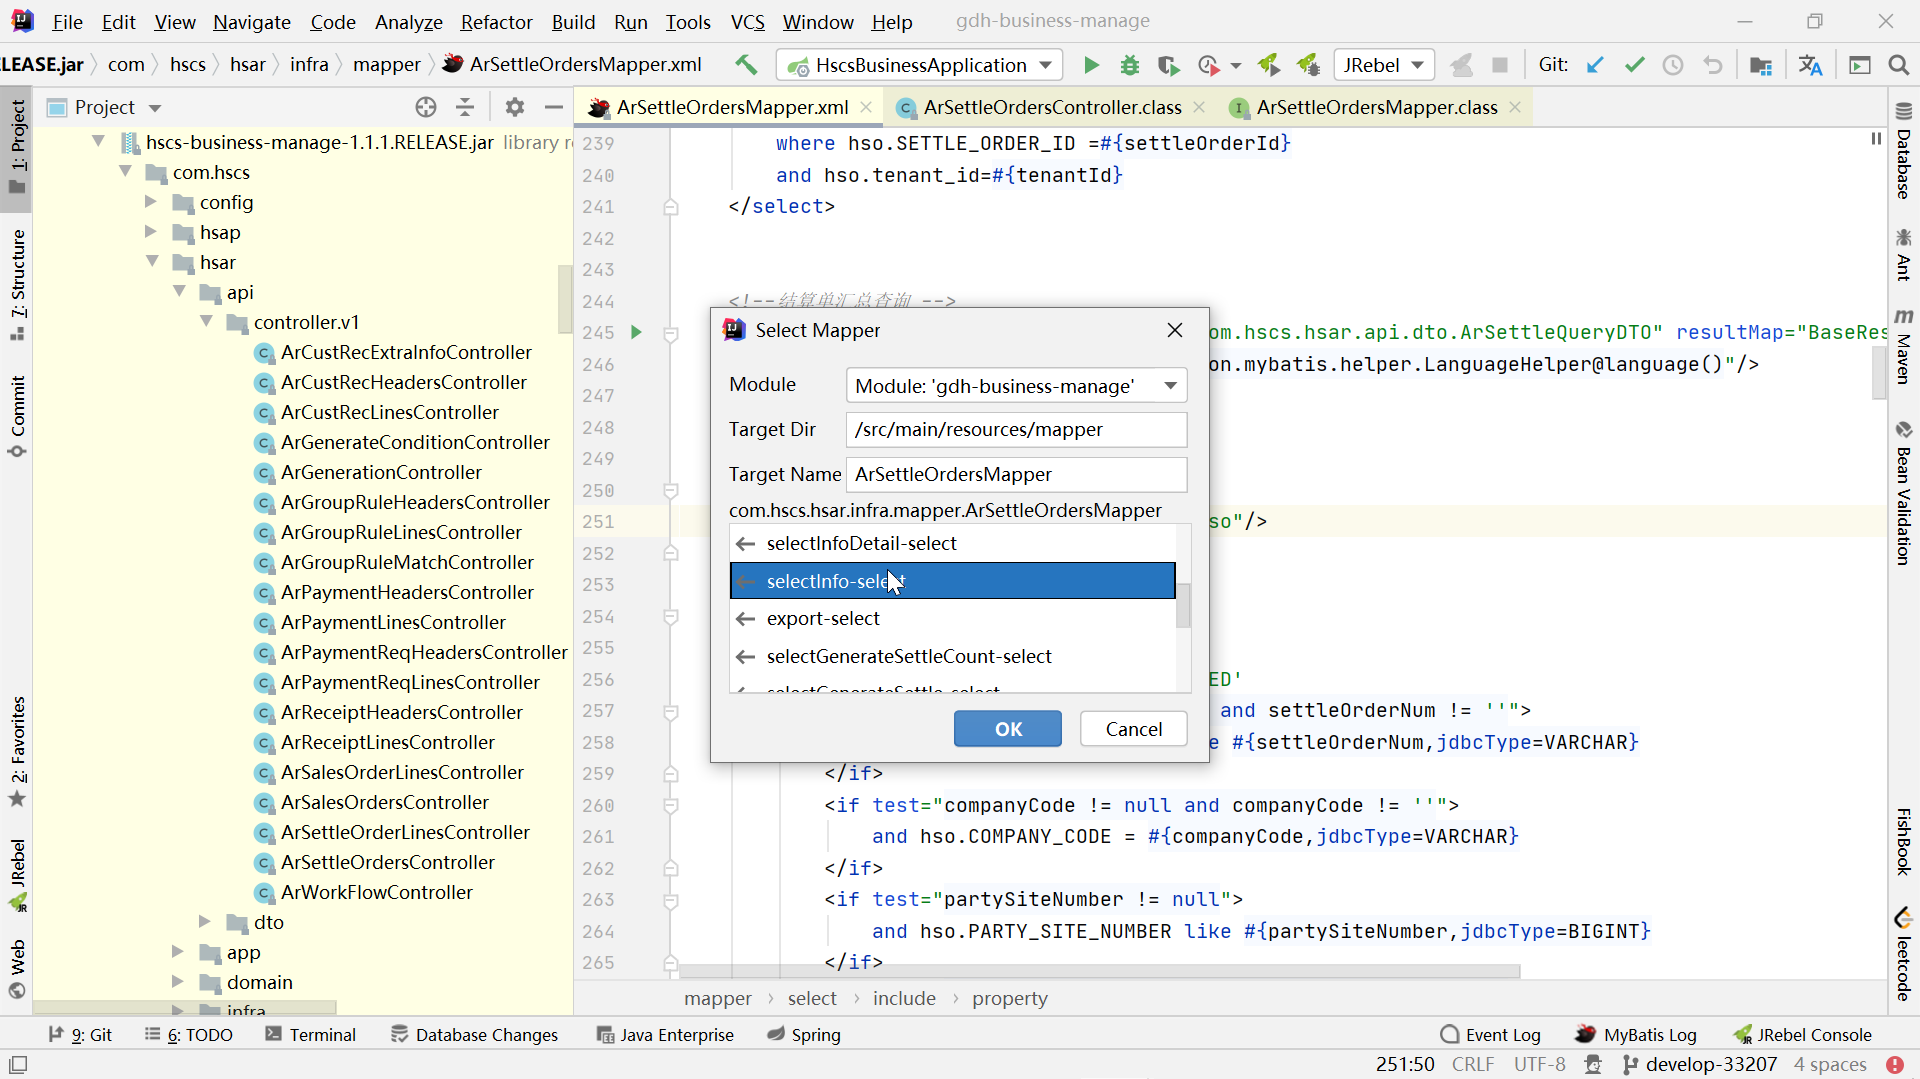 File Edit View Navigate Code Analyze Refactor Build Run Tools VCS Window Help gdh-business-manage
LEASE.jar com hscs hsar infra mapper ArSettleOrdersMapper.xml HscsBusinessApplication JRebel Git:
Project
ArSettleOrdersMapper.xml ArSettleOrdersController.class ArSettleOrdersMapper.class
1: Project
7: Structure
Commit
2: Favorites
JRebel
Web
hscs-business-manage-1.1.1.RELEASE.jar library
com.hscs
config
hsap
hsar
api
controller.v1
ArCustRecExtraInfoController
ArCustRecHeadersController
ArCustRecLinesController
ArGenerateConditionController
ArGenerationController
ArGroupRuleHeadersController
ArGroupRuleLinesController
ArGroupRuleMatchController
ArPaymentHeadersController
ArPaymentLinesController
ArPaymentReqHeadersController
ArPaymentReqLinesController
ArReceiptHeadersController
ArReceiptLinesController
ArSalesOrderLinesController
ArSalesOrdersController
ArSettleOrderLinesController
ArSettleOrdersController
ArWorkFlowController
dto
app
domain
infra
239 where hso.SETTLE_ORDER_ID =#{settleOrderId}
240 and hso.tenant_id=#{tenantId}
241 </select>
242
243
244 <!--结算单汇总查询 -->
245 om.hscs.hsar.api.dto.ArSettleQueryDTO" resultMap="BaseRes
246 on.mybatis.helper.LanguageHelper@language()"/>
247
248
249
250
251 so"/>
252
253
254
255
256 ED'
257 and settleOrderNum != ''">
258 e #{settleOrderNum,jdbcType=VARCHAR}
259 </if>
260 <if test="companyCode != null and companyCode != ''">
261 and hso.COMPANY_CODE = #{companyCode,jdbcType=VARCHAR}
262 </if>
263 <if test="partySiteNumber != null">
264 and hso.PARTY_SITE_NUMBER like #{partySiteNumber,jdbcType=BIGINT}
265 </if>
Select Mapper
Module Module: 'gdh-business-manage'
Target Dir /src/main/resources/mapper
Target Name ArSettleOrdersMapper
com.hscs.hsar.infra.mapper.ArSettleOrdersMapper
selectInfoDetail-select
selectInfo-select
export-select
selectGenerateSettleCount-select
selectGenerateSettle-select
OK Cancel
Database
Ant
Maven
Bean Validation
FishBook
leetcode
mapper select include property
9: Git 6: TODO Terminal Database Changes Java Enterprise Spring Event Log MyBatis Log JRebel Console
251:50 CRLF UTF-8 develop-33207 4 spaces